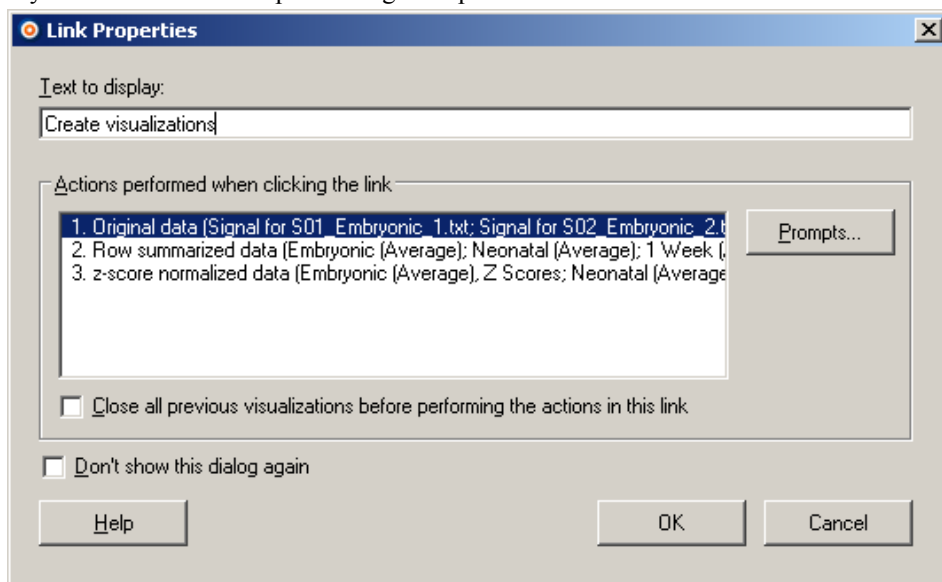 Link Properties
Text to display:
Create visualizations
Actions performed when clicking the link
1. Original data (Signal for S01_Embryonic_1.txt; Signal for S02_Embryonic_2.t
2. Row summarized data (Embryonic (Average); Neonatal (Average); 1 Week (
3. z-score normalized data (Embryonic (Average), Z Scores; Neonatal (Average
Prompts...
Close all previous visualizations before performing the actions in this link
Don't show this dialog again
Help
OK
Cancel